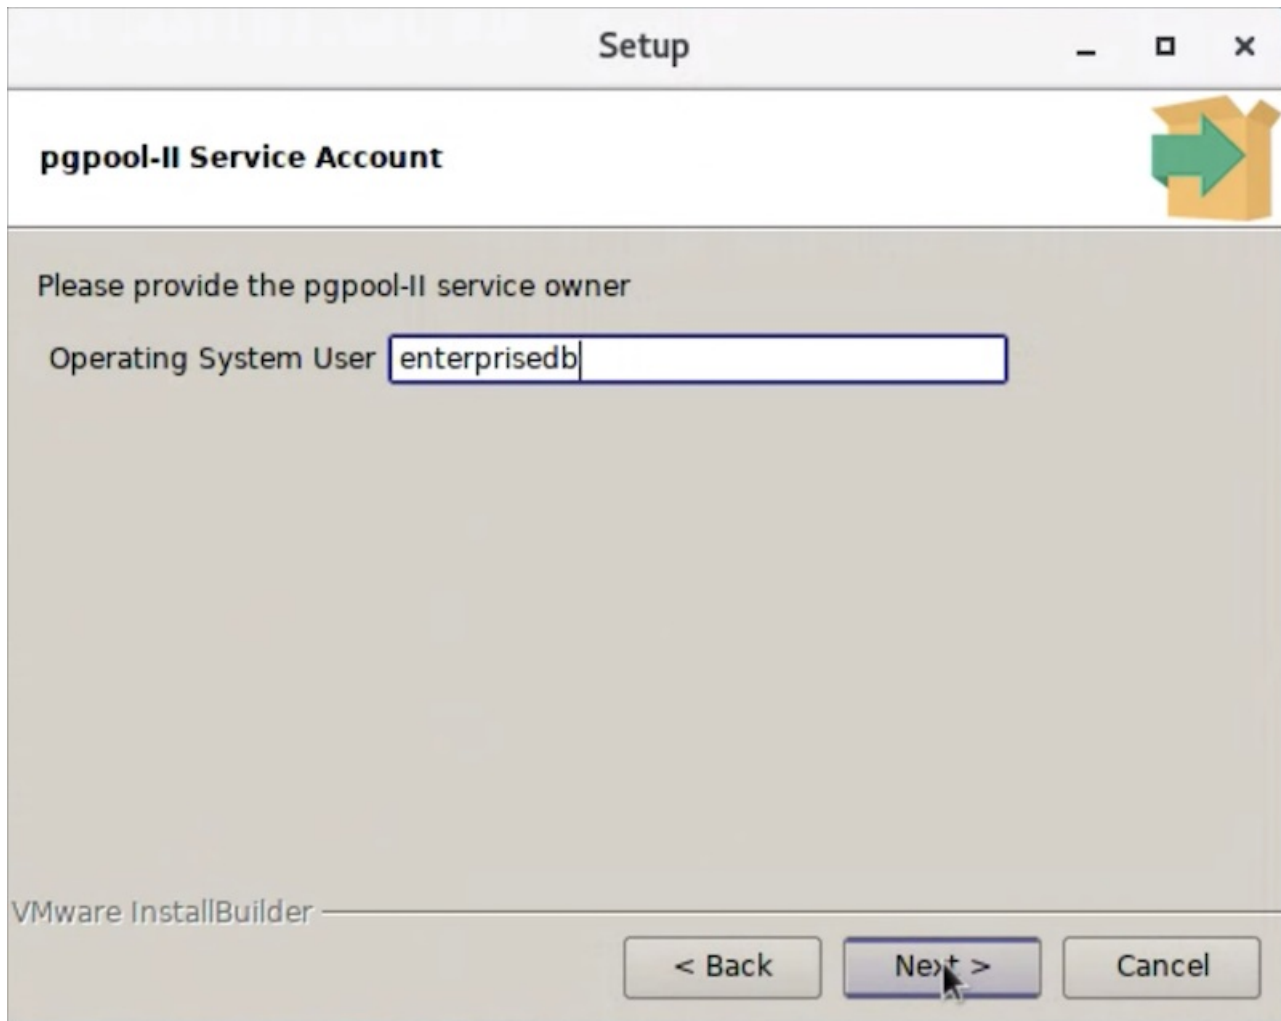 Setup
pgpool-II Service Account
Please provide the pgpool-II service owner
Operating System User enterprisedb
VMware InstallBuilder
< Back Next > Cancel